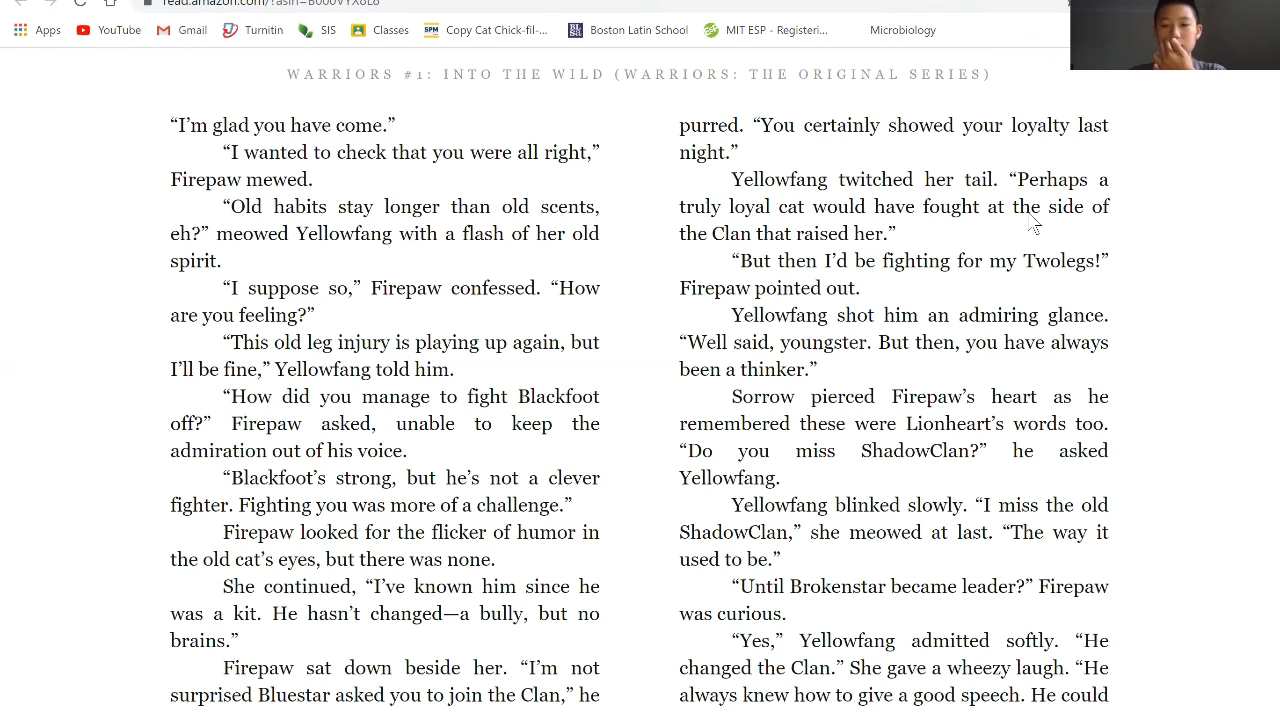 read.amazon.com/?asin=B000VYX8L8
Apps YouTube Gmail Turnitin SIS Classes SPM Copy Cat Chick-fil-... BLS Boston Latin School MIT ESP - Registeri... Microbiology
WARRIORS #1: INTO THE WILD (WARRIORS: THE ORIGINAL SERIES)
“I’m glad you have come.”
“I wanted to check that you were all right,”
Firepaw mewed.
“Old habits stay longer than old scents,
eh?” meowed Yellowfang with a flash of her old
spirit.
“I suppose so,” Firepaw confessed. “How
are you feeling?”
“This old leg injury is playing up again, but
I’ll be fine,” Yellowfang told him.
“How did you manage to fight Blackfoot
off?” Firepaw asked, unable to keep the
admiration out of his voice.
“Blackfoot’s strong, but he’s not a clever
fighter. Fighting you was more of a challenge.”
Firepaw looked for the flicker of humor in
the old cat’s eyes, but there was none.
She continued, “I’ve known him since he
was a kit. He hasn’t changed—a bully, but no
brains.”
Firepaw sat down beside her. “I’m not
surprised Bluestar asked you to join the Clan,” he
purred. “You certainly showed your loyalty last
night.”
Yellowfang twitched her tail. “Perhaps a
truly loyal cat would have fought at the side of
the Clan that raised her.”
“But then I’d be fighting for my Twolegs!”
Firepaw pointed out.
Yellowfang shot him an admiring glance.
“Well said, youngster. But then, you have always
been a thinker.”
Sorrow pierced Firepaw’s heart as he
remembered these were Lionheart’s words too.
“Do you miss ShadowClan?” he asked
Yellowfang.
Yellowfang blinked slowly. “I miss the old
ShadowClan,” she meowed at last. “The way it
used to be.”
“Until Brokenstar became leader?” Firepaw
was curious.
“Yes,” Yellowfang admitted softly. “He
changed the Clan.” She gave a wheezy laugh. “He
always knew how to give a good speech. He could